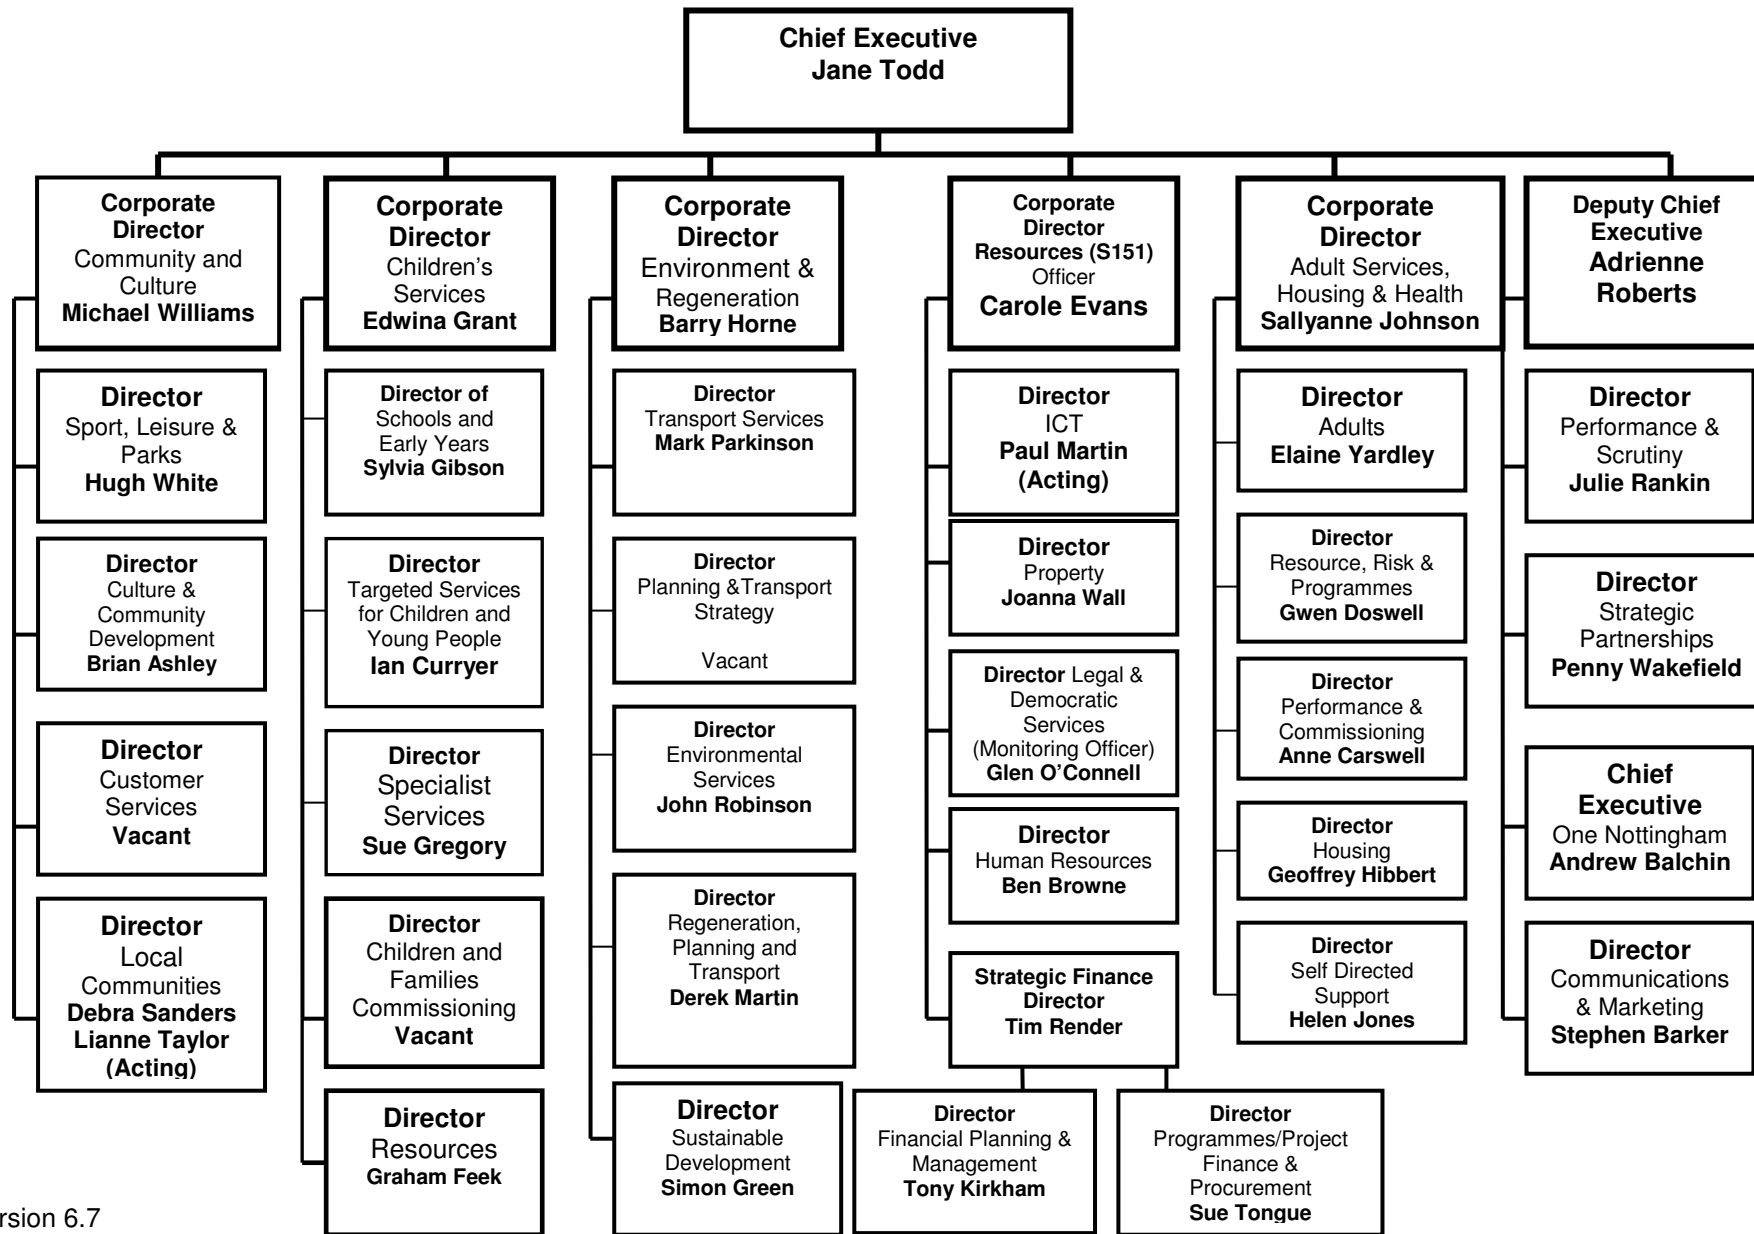 Chief Executive
Jane Todd
Corporate
Director
Community and
Culture
Michael Williams
Director
Sport, Leisure &
Parks
Hugh White
Director
Culture &
Community
Development
Brian Ashley
Director
Customer
Services
Vacant
Director
Local
Communities
Debra Sanders
Lianne Taylor
(Acting)
Corporate
Director
Children’s
Services
Edwina Grant
Director of
Schools and
Early Years
Sylvia Gibson
Director
Targeted Services
for Children and
Young People
Ian Curryer
Director
Specialist
Services
Sue Gregory
Director
Children and
Families
Commissioning
Vacant
Director
Resources
Graham Feek
Corporate
Director
Environment &
Regeneration
Barry Horne
Director
Transport Services
Mark Parkinson
Director
Planning &Transport
Strategy
Vacant
Director
Environmental
Services
John Robinson
Director
Regeneration,
Planning and
Transport
Derek Martin
Director
Sustainable
Development
Simon Green
Corporate
Director
Resources (S151)
Officer
Carole Evans
Director
ICT
Paul Martin
(Acting)
Director
Property
Joanna Wall
Director Legal &
Democratic
Services
(Monitoring Officer)
Glen O’Connell
Director
Human Resources
Ben Browne
Strategic Finance
Director
Tim Render
Director
Financial Planning &
Management
Tony Kirkham
Director
Programmes/Project
Finance &
Procurement
Sue Tongue
Corporate
Director
Adult Services,
Housing & Health
Sallyanne Johnson
Director
Adults
Elaine Yardley
Director
Resource, Risk &
Programmes
Gwen Doswell
Director
Performance &
Commissioning
Anne Carswell
Director
Housing
Geoffrey Hibbert
Director
Self Directed
Support
Helen Jones
Deputy Chief
Executive
Adrienne
Roberts
Director
Performance &
Scrutiny
Julie Rankin
Director
Strategic
Partnerships
Penny Wakefield
Chief
Executive
One Nottingham
Andrew Balchin
Director
Communications
& Marketing
Stephen Barker
rsion 6.7